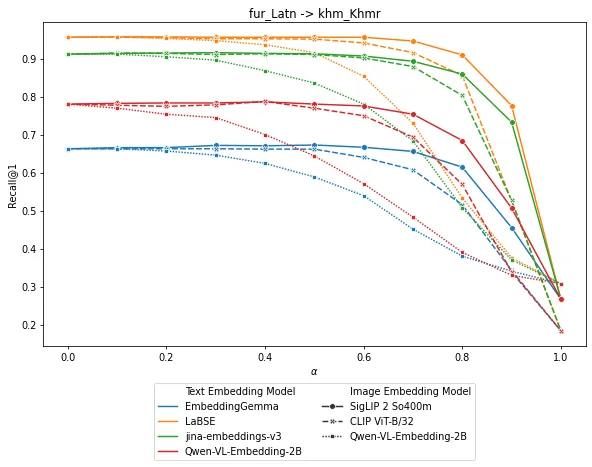 fur_Latn -> khm_Khmr
Recall@1
0.9
0.8
0.7
0.6
0.5
0.4
0.3
0.2
0.0 0.2 0.4 0.6 0.8 1.0
α
Text Embedding Model Image Embedding Model
EmbeddingGemma SigLIP 2 So400m
LaBSE CLIP ViT-B/32
jina-embeddings-v3 Qwen-VL-Embedding-2B
Qwen-VL-Embedding-2B